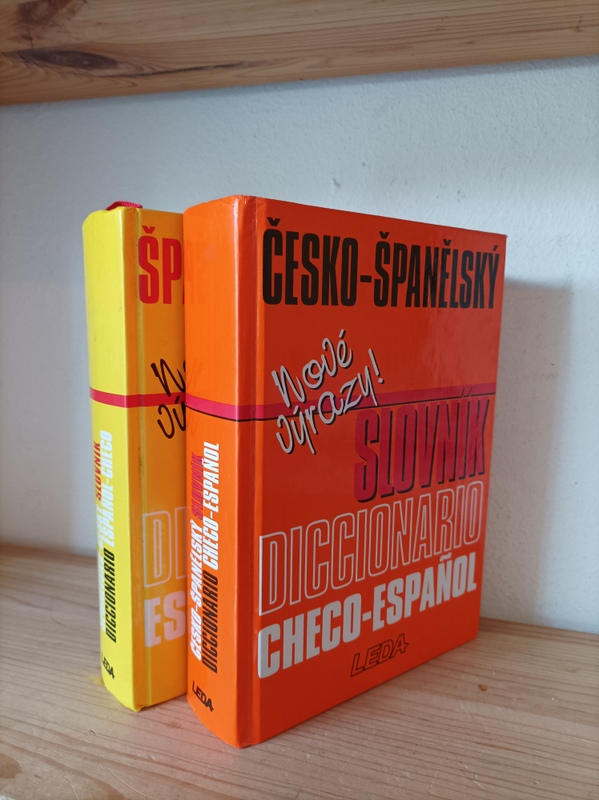 ČESKO-ŠPANĚLSKÝ
Nové
výrazy!
SLOVNÍK
DICCIONARIO
CHECO-ESPAÑOL
LEDA
ČESKO-ŠPANĚLSKÝ SLOVNÍK
DICCIONARIO CHECO-ESPAÑOL
LEDA
SLOVNÍK
DICCIONARIO ESPAÑOL-CHECO
LEDA